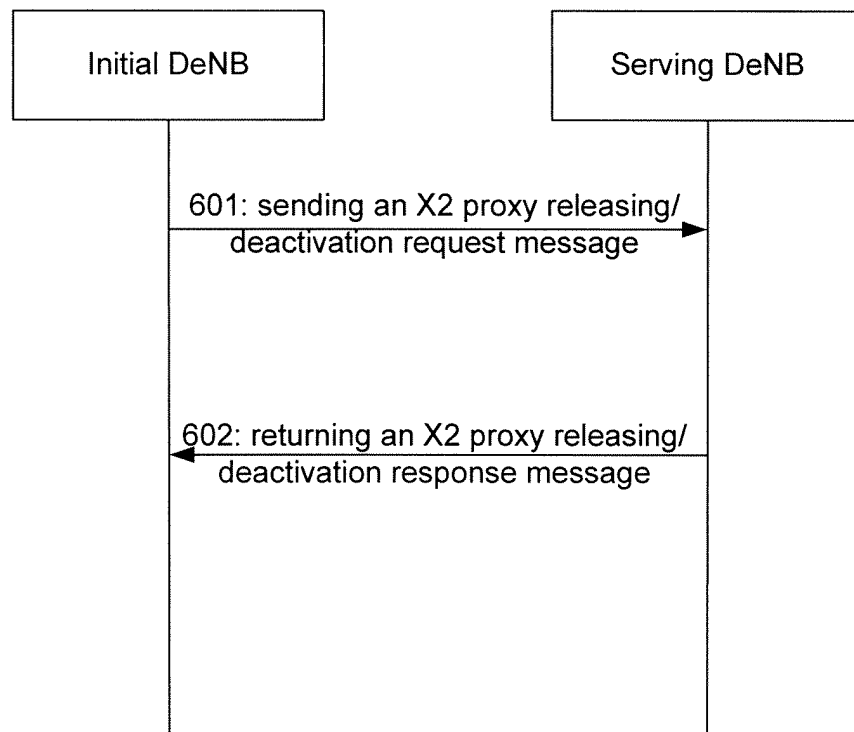 Initial DeNB
Serving DeNB
601: sending an X2 proxy releasing/
deactivation request message
602: returning an X2 proxy releasing/
deactivation response message